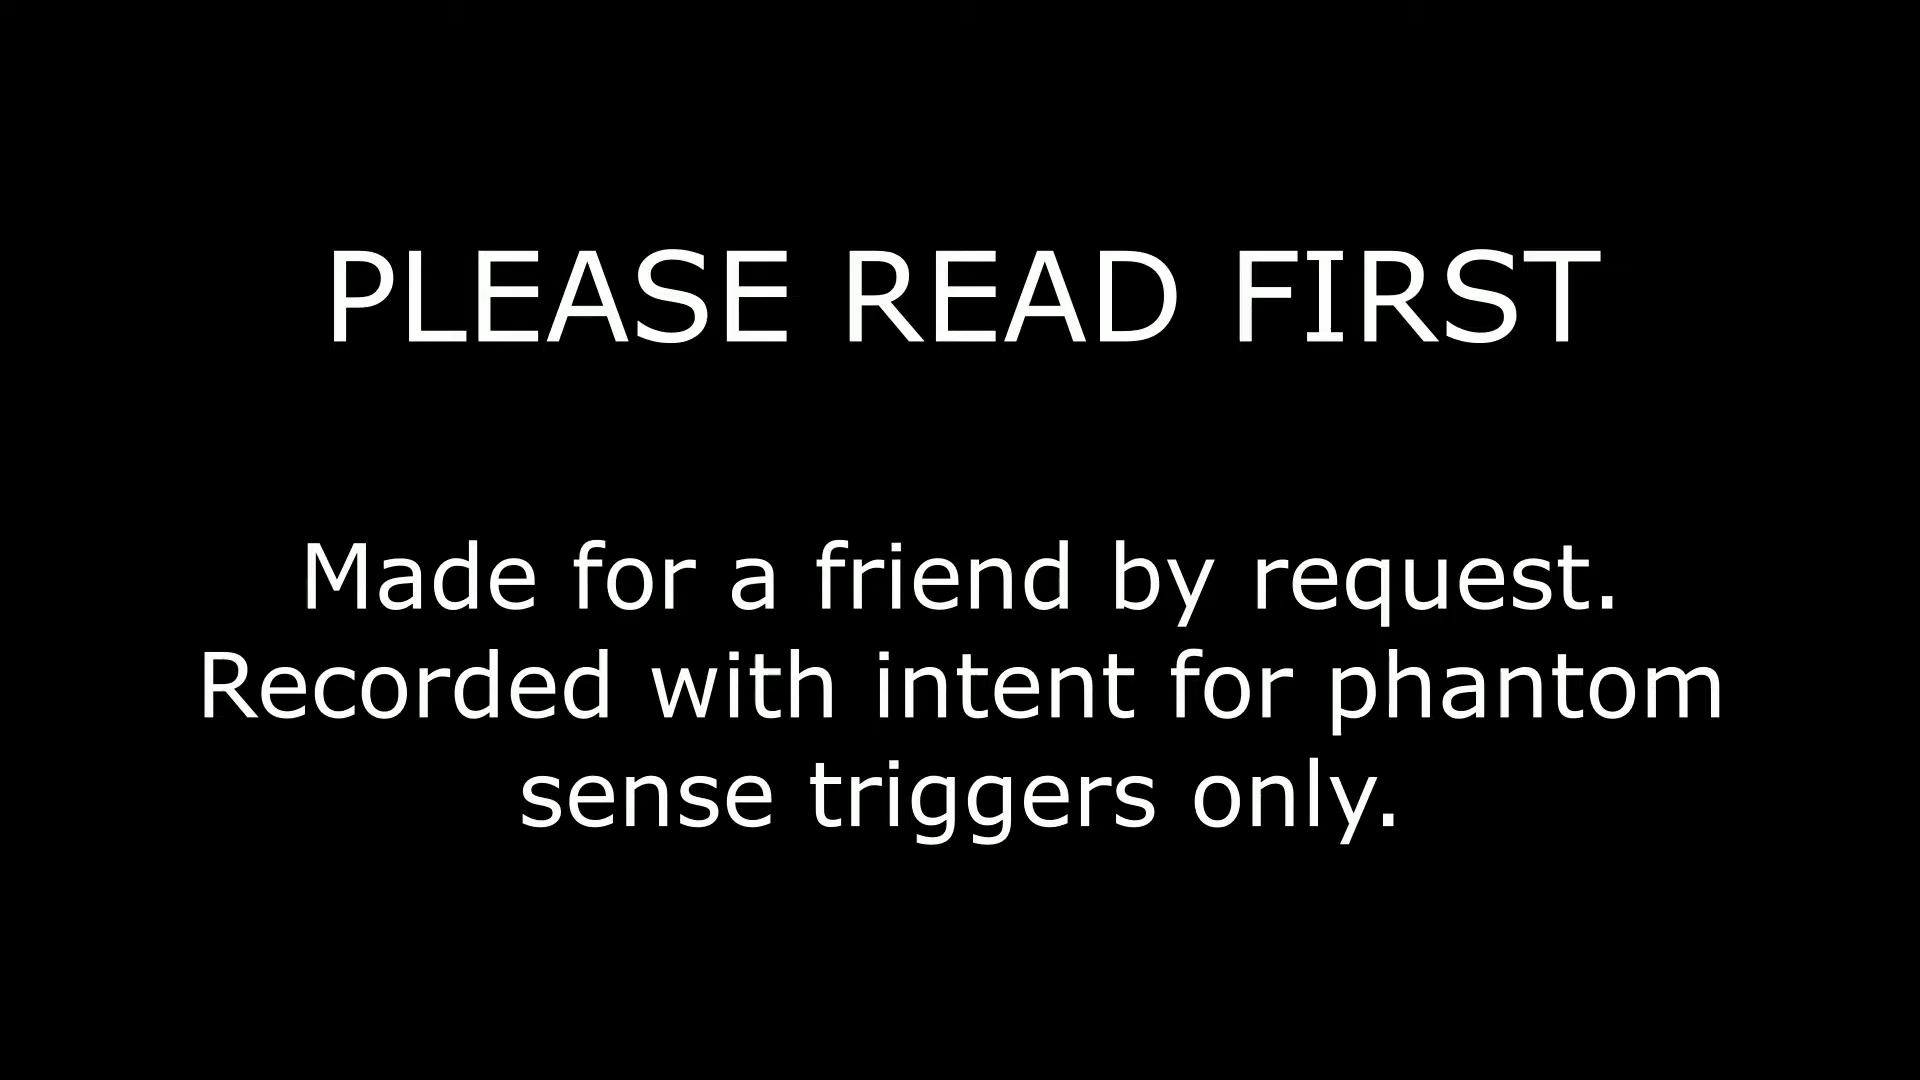 PLEASE READ FIRST
Made for a friend by request.
Recorded with intent for phantom
sense triggers only.